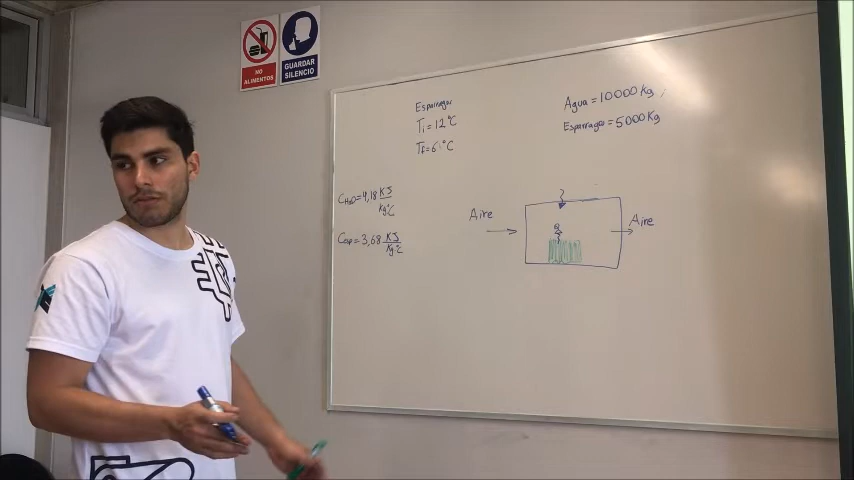 NO
ALIMENTOS
GUARDAR
SILENCIO
Esparragos
Ti = 12°C
Tf = 6°C
Agua = 10000 Kg
Esparragos = 5000 Kg
CH2O = 4,18 KJ/Kg°C
Cesp = 3,68 KJ/Kg°C
Aire
Aire